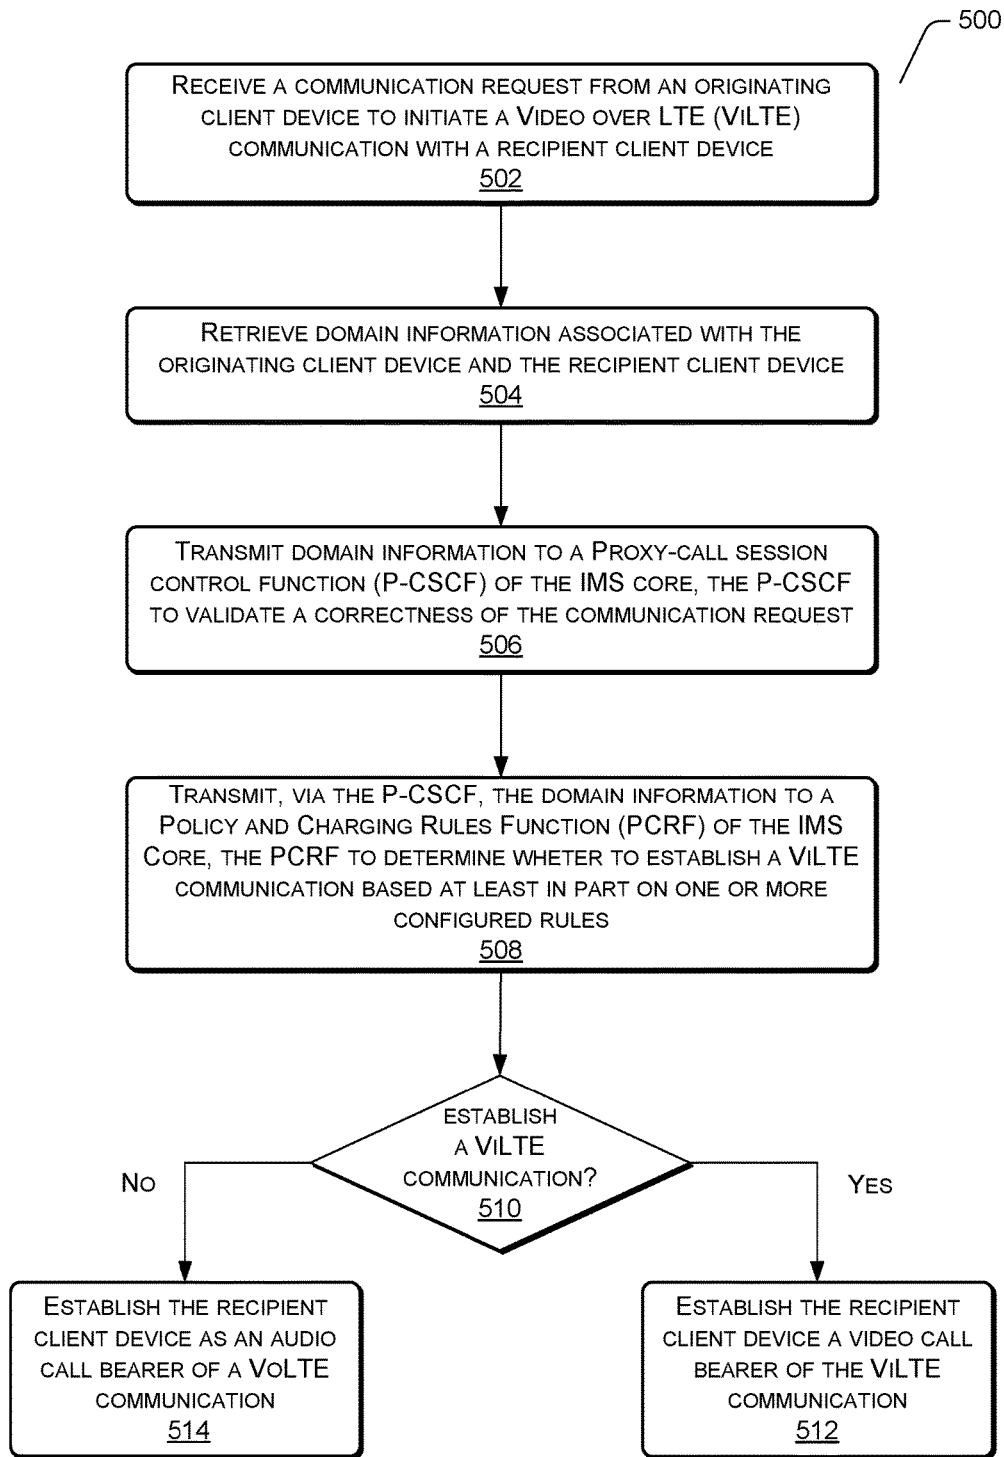 500
Receive a communication request from an originating
client device to initiate a Video over LTE (ViLTE)
communication with a recipient client device
502
Retrieve domain information associated with the
originating client device and the recipient client device
504
Transmit domain information to a Proxy-call session
control function (P-CSCF) of the IMS core, the P-CSCF
to validate a correctness of the communication request
506
Transmit, via the P-CSCF, the domain information to a
Policy and Charging Rules Function (PCRF) of the IMS
Core, the PCRF to determine wheter to establish a ViLTE
communication based at least in part on one or more
configured rules
508
establish
a ViLTE
communication?
510
No
Yes
Establish the recipient
client device as an audio
call bearer of a VoLTE
communication
514
Establish the recipient
client device a video call
bearer of the ViLTE
communication
512